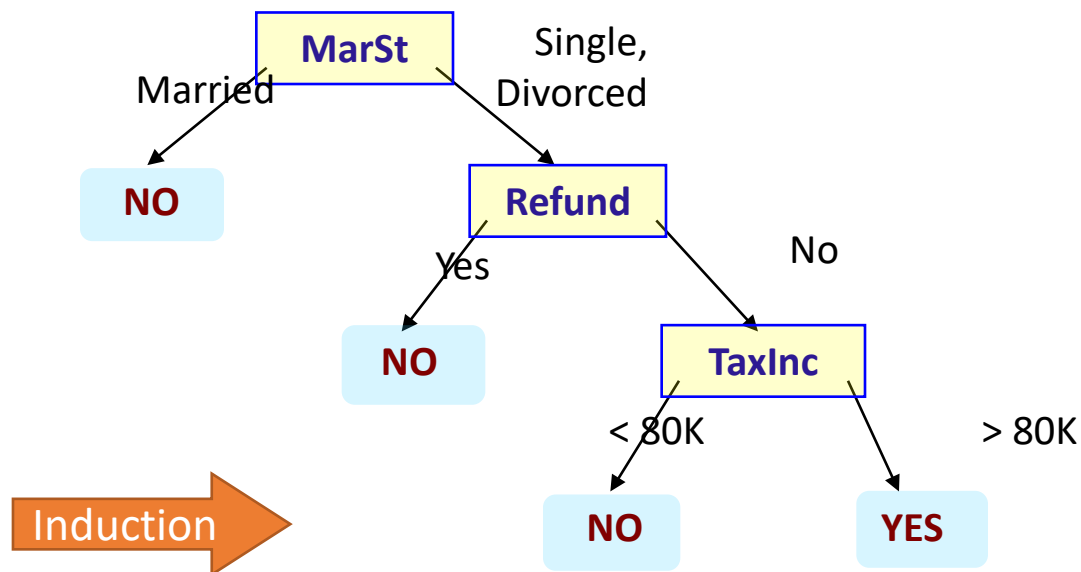 MarSt
Single,
Divorced
Married
NO
Refund
Yes
No
NO
TaxInc
< 80K
> 80K
Induction
NO
YES